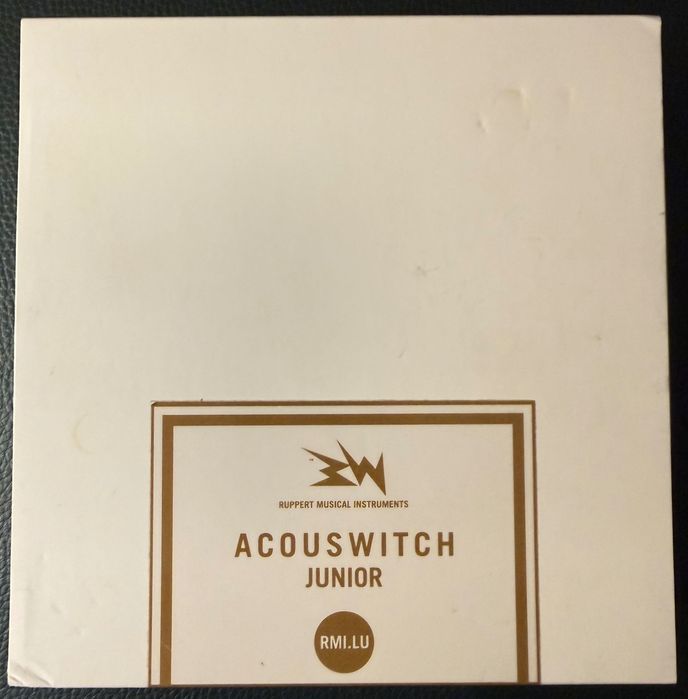 RUPPERT MUSICAL INSTRUMENTS
ACOUSWITCH
JUNIOR
RMI.LU